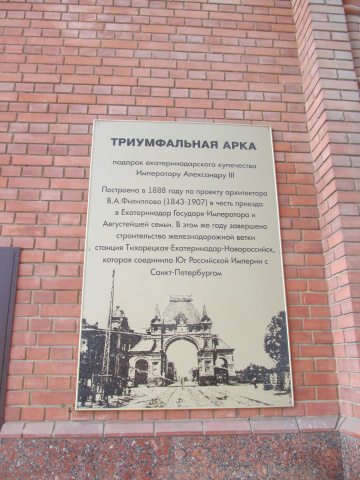 ТРИУМФАЛЬНАЯ АРКА
подарок екатеринодарского купечества
Императору Александру III
Построена в 1888 году по проекту архитектора
В.А.Филиппова (1843-1907) в честь приезда
в Екатеринодар Государя-Императора и
Августейшей семьи. В этом же году завершено
строительство железнодорожной ветки
станция Тихорецкая-Екатеринодар-Новороссийск,
которая соединила Юг Российской Империи с
Санкт-Петербургом